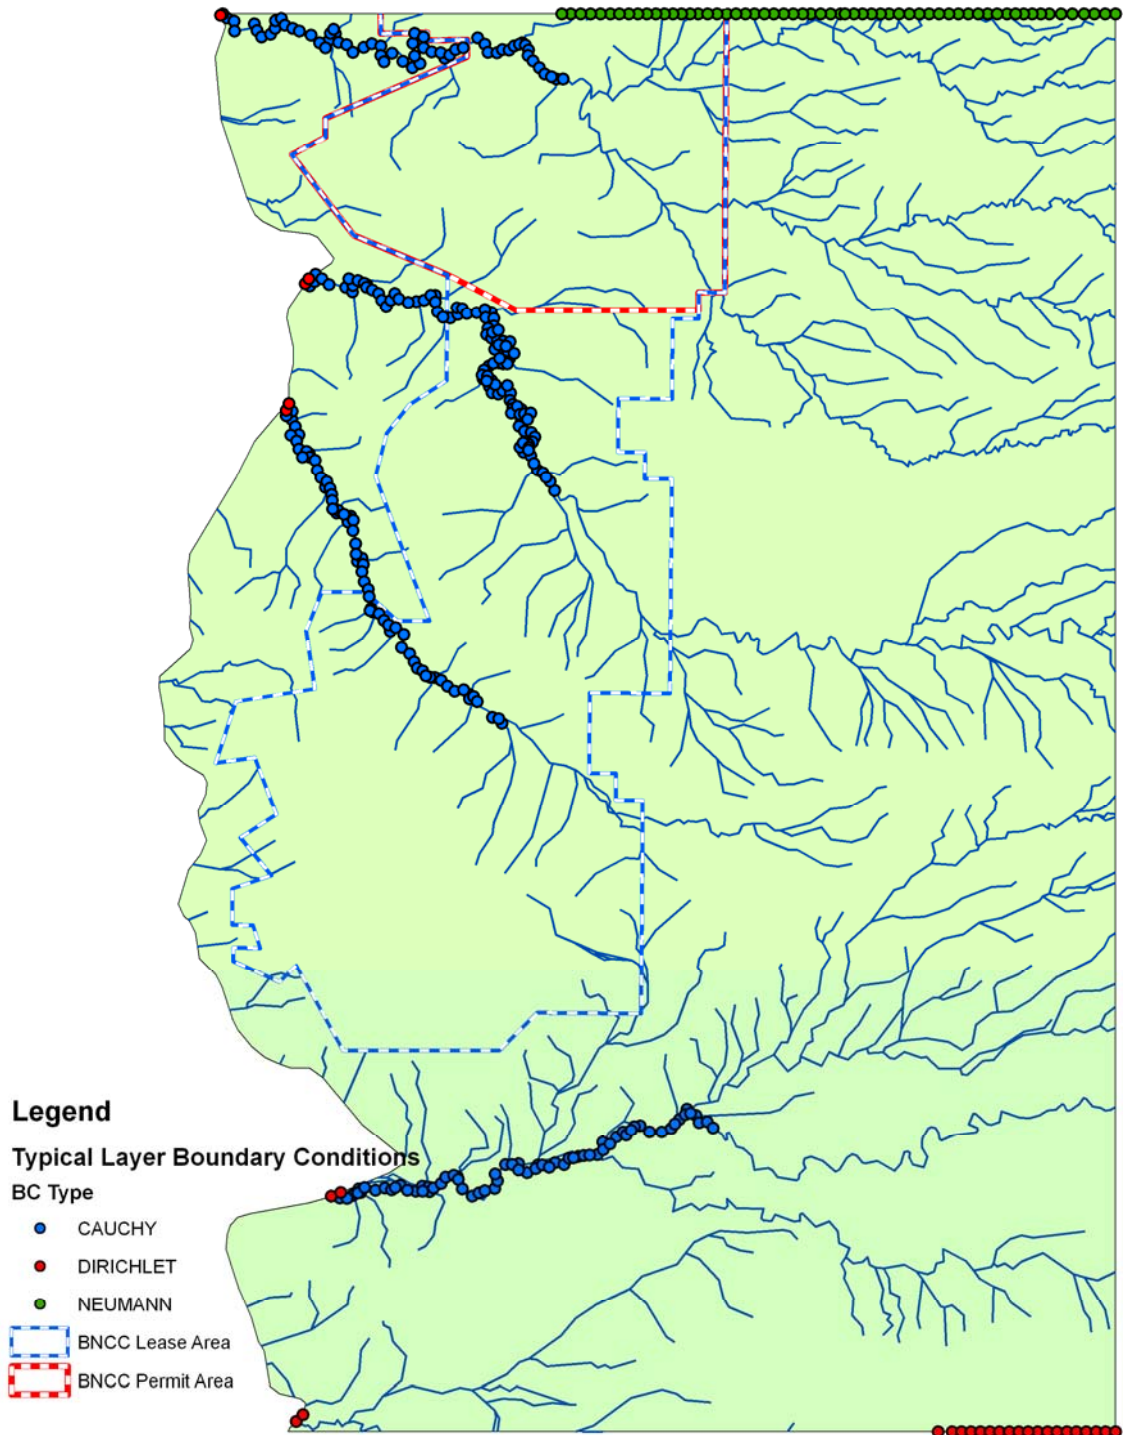 Legend
Typical Layer Boundary Conditions
BC Type
CAUCHY
DIRICHLET
NEUMANN
BNCC Lease Area
BNCC Permit Area